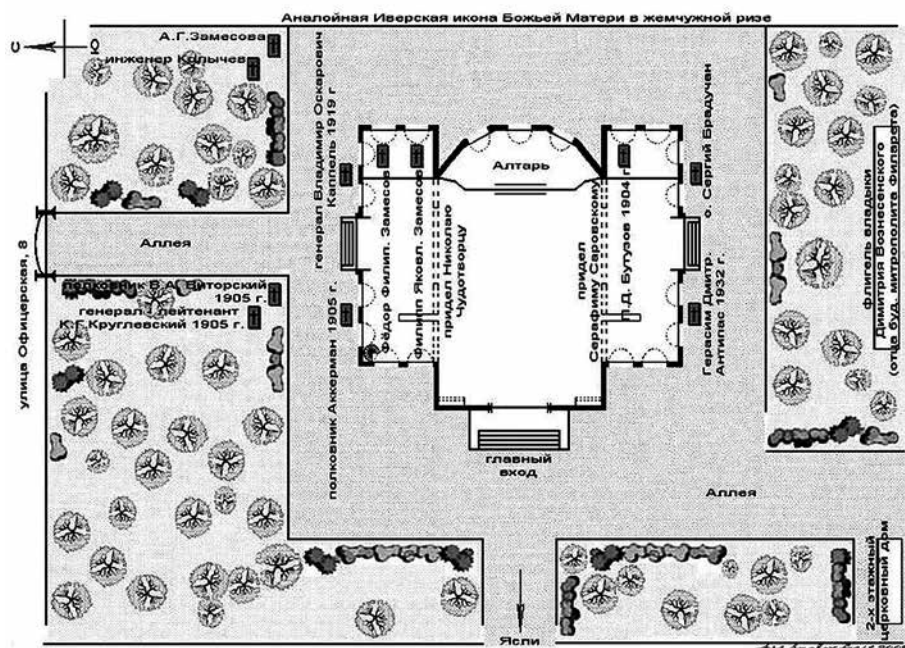 Аналойная Иверская икона Божьей Матери в жемчужной ризе
С
Ю
А.Г.Замесова
инженер Колычев
улица Офицерская, 8
Аллея
полковник В.А. Виторский
1905 г.
генерал-лейтенант
К.Г.Круглевский 1905 г.
генерал Владимир Оскарович
Каппель 1919 г
полковник Аккерман 1905 г.
Фёдор Филип. Замесов
Филипп Яковл. Замесов
придел Николаю
Чудотворцу
Алтарь
придел
Серафиму Саровскому
П.Д. Бугузов 1904 г
о. Сергий Брадучан
Герасим Дмитр.
Антипас 1932 г.
флигель владыки
Димитрия Вознесенского
(отца буд. митрополита Филарета)
главный
вход
Аллея
2-х этажный
церковный дом
Ясли